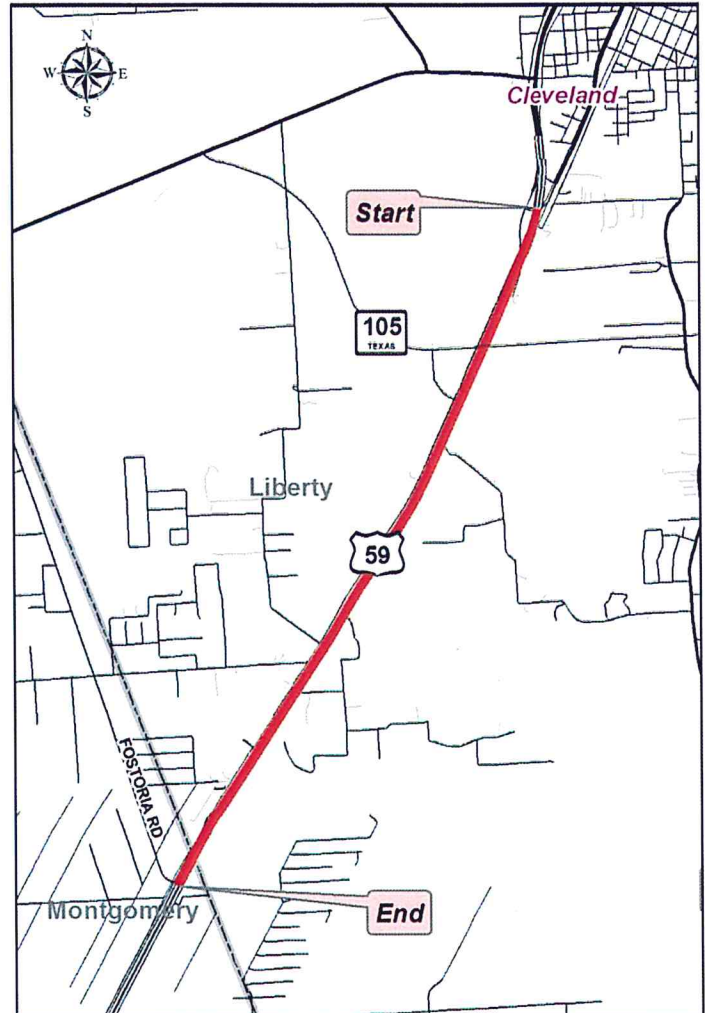 N
W E
S
Cleveland
Start
105
TEXAS
Liberty
59
FOSTORIA RD
Montgomery
End